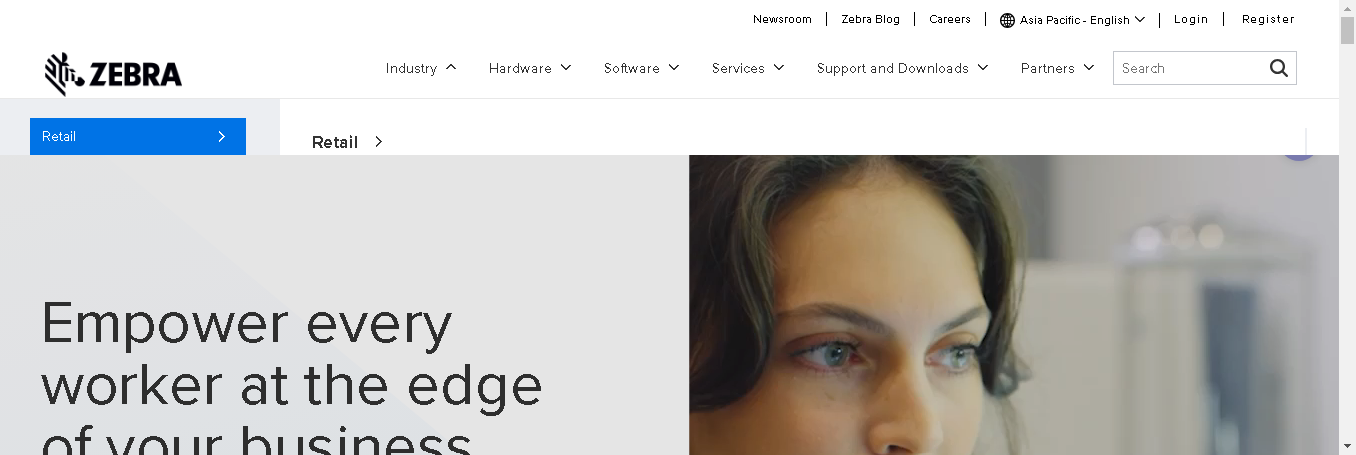 Newsroom Zebra Blog Careers Asia Pacific - English Login Register
ZEBRA Industry Hardware Software Services Support and Downloads Partners Search
Retail Retail
Empower every
worker at the edge
of your business